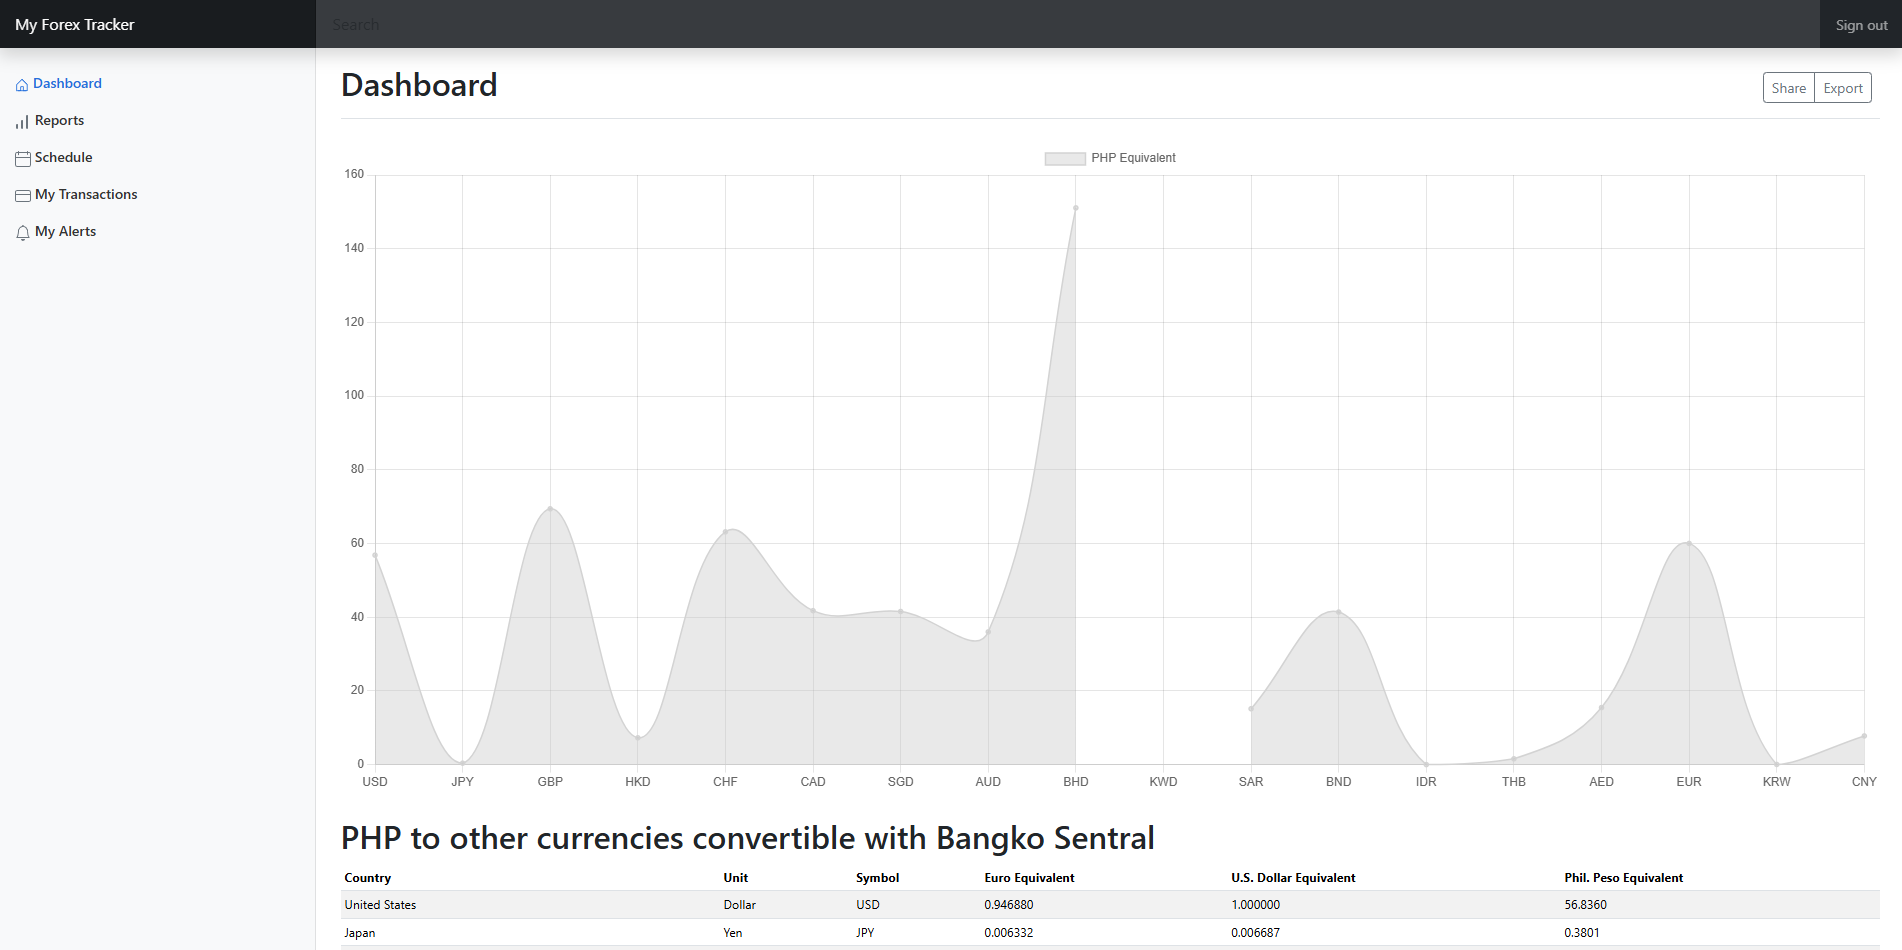 My Forex Tracker
Search
Sign out
Dashboard
Reports
Schedule
My Transactions
My Alerts
Dashboard
Share
Export
PHP Equivalent
160
140
120
100
80
60
40
20
0
USD JPY GBP HKD CHF CAD SGD AUD BHD KWD SAR BND IDR THB AED EUR KRW CNY
PHP to other currencies convertible with Bangko Sentral
Country Unit Symbol Euro Equivalent U.S. Dollar Equivalent Phil. Peso Equivalent
United States Dollar USD 0.946880 1.000000 56.8360
Japan Yen JPY 0.006332 0.006687 0.3801